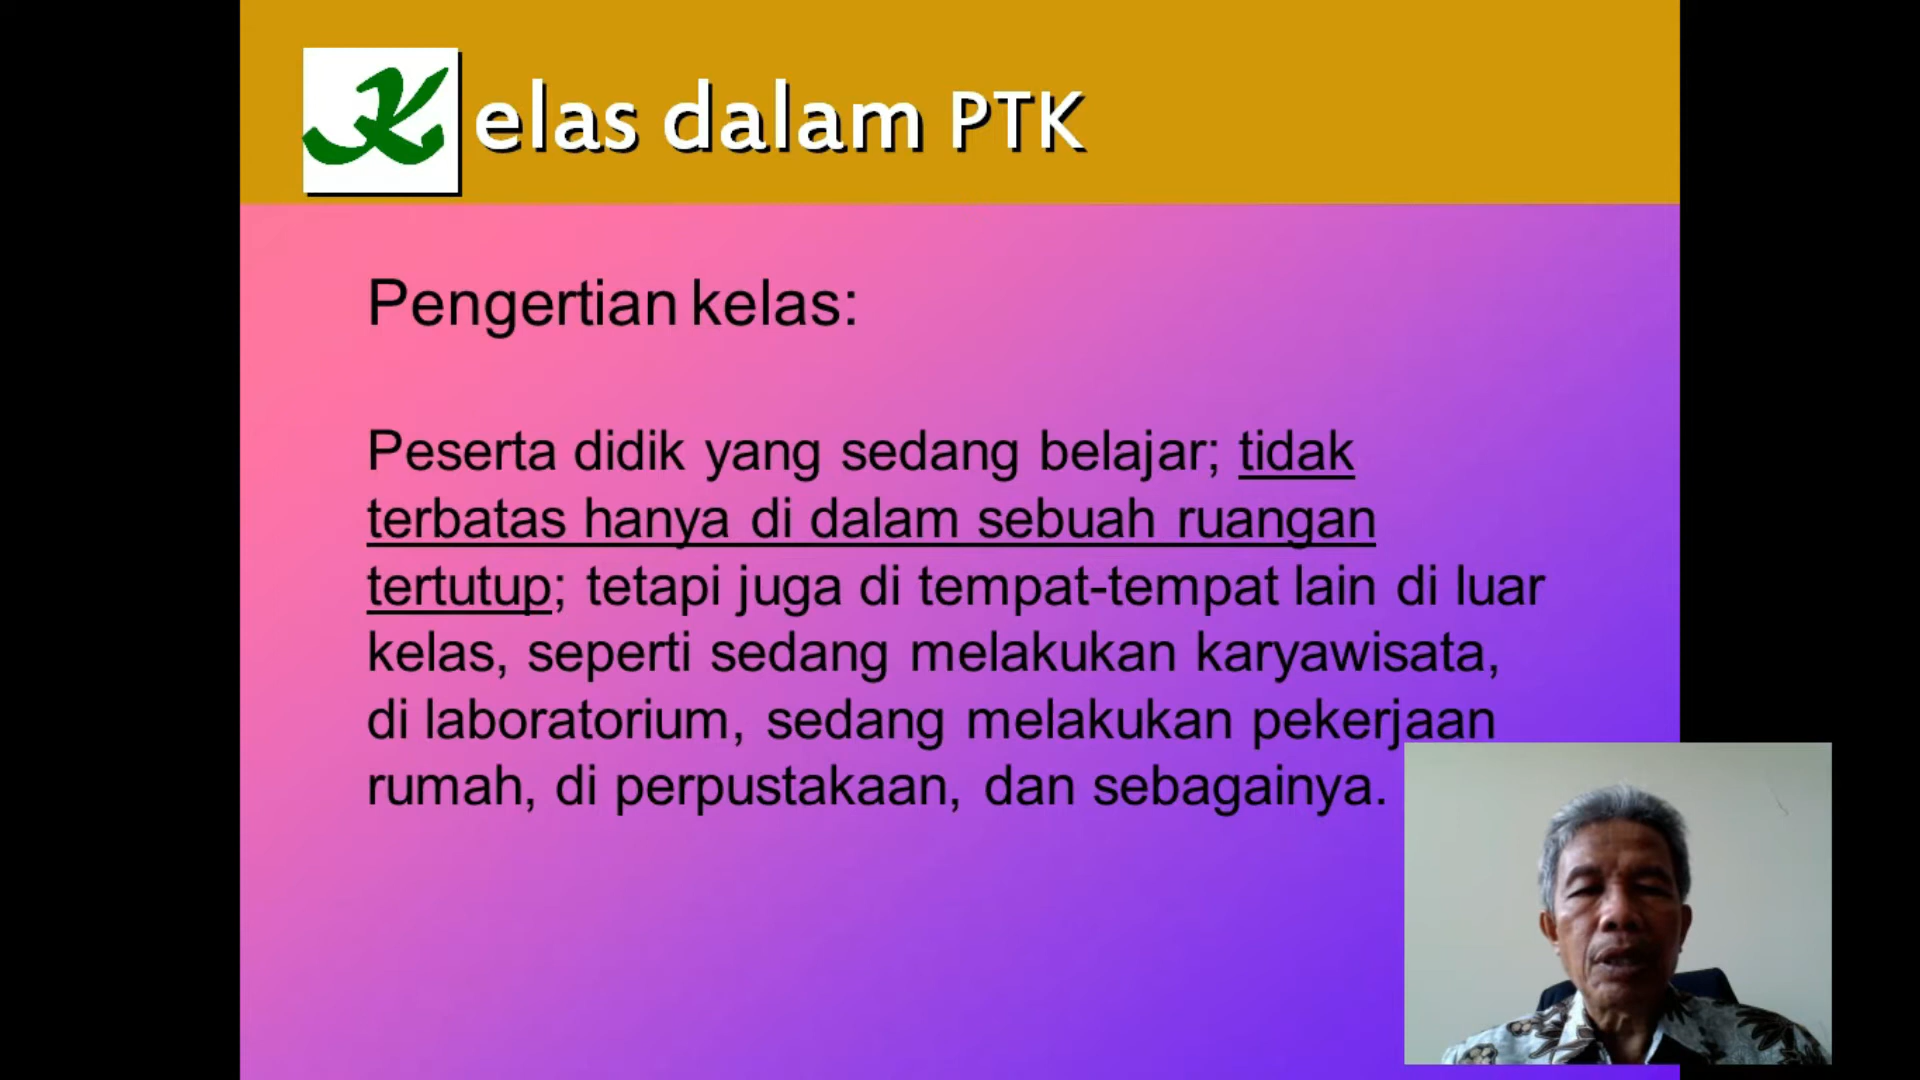 Kelas dalam PTK
Pengertian kelas:
Peserta didik yang sedang belajar; tidak
terbatas hanya di dalam sebuah ruangan
tertutup; tetapi juga di tempat-tempat lain di luar
kelas, seperti sedang melakukan karyawisata,
di laboratorium, sedang melakukan pekerjaan
rumah, di perpustakaan, dan sebagainya.